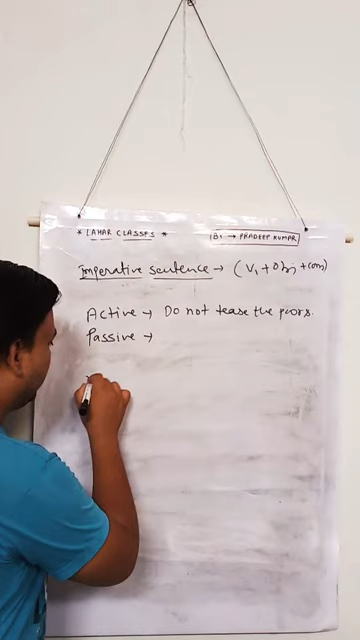 * LAHAR CLASSES *
By → PRADEEP KUMAR
Imperative sentence → (V₁ + Obj + com)
Active → Do not tease the poors.
Passive →